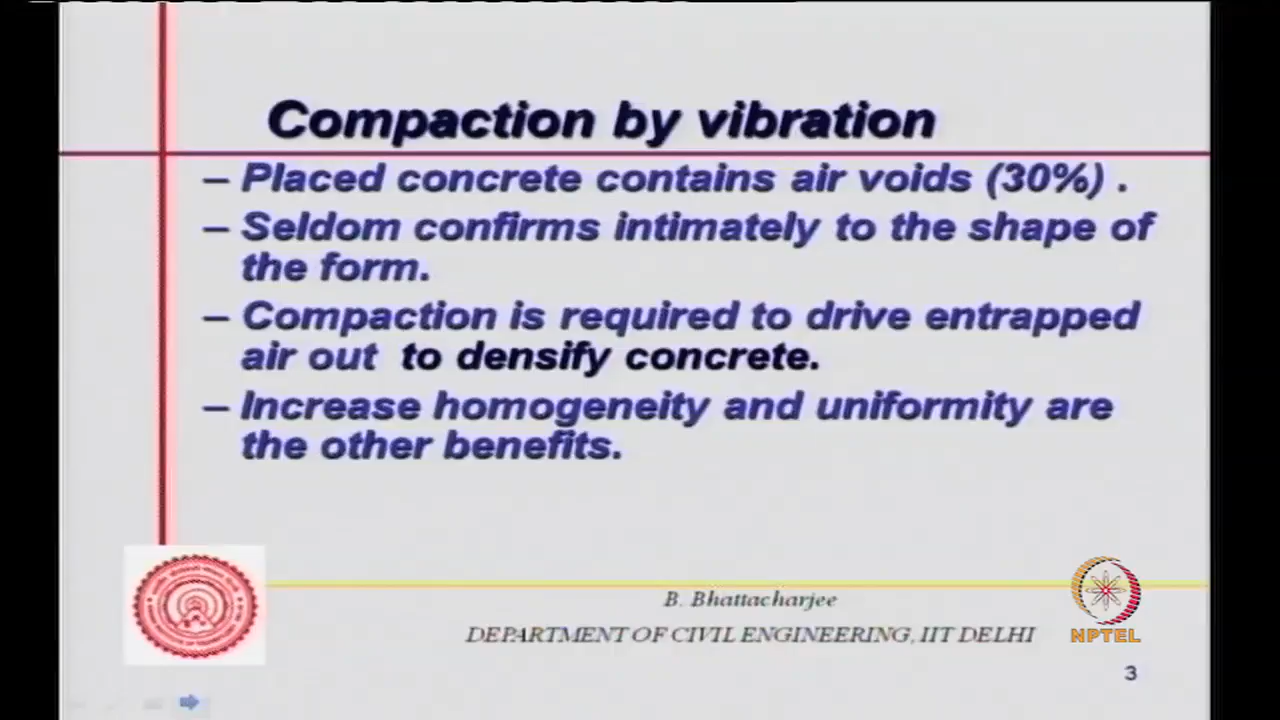 Compaction by vibration
– Placed concrete contains air voids (30%) .
– Seldom confirms intimately to the shape of
the form.
– Compaction is required to drive entrapped
air out to densify concrete.
– Increase homogeneity and uniformity are
the other benefits.
B. Bhattacharjee
DEPARTMENT OF CIVIL ENGINEERING, IIT DELHI
NPTEL
3